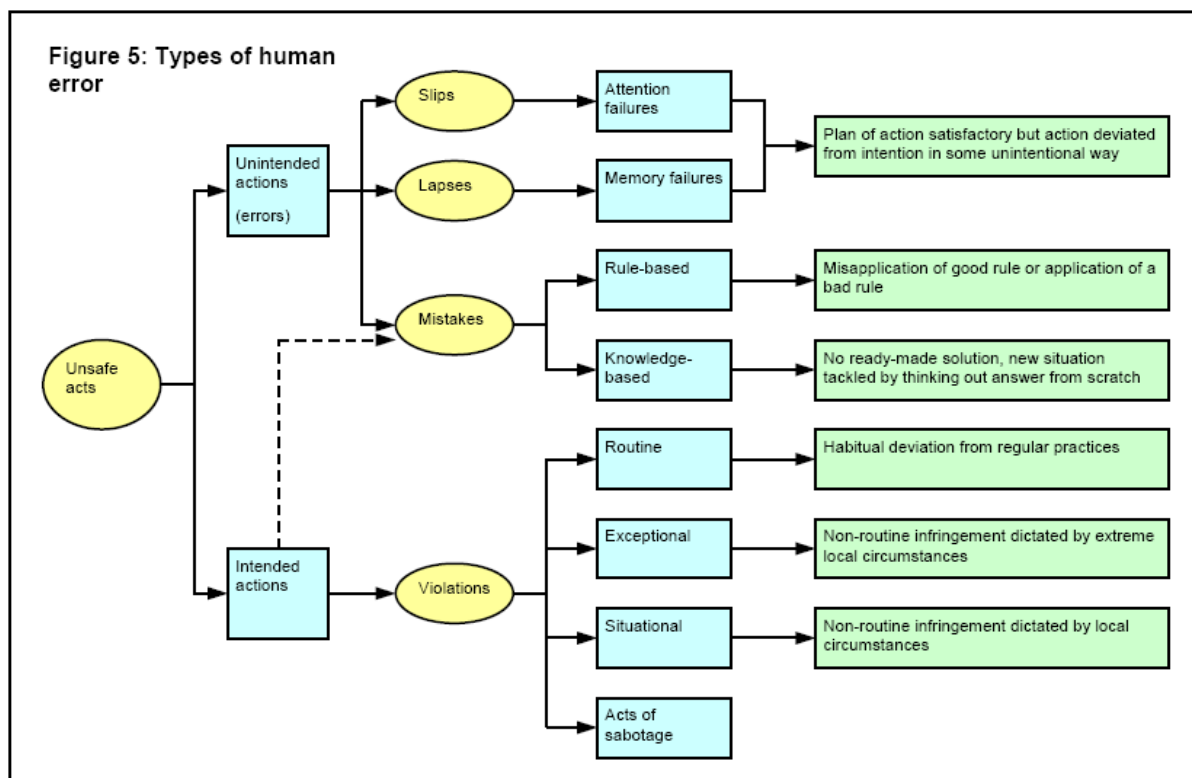 Figure 5: Types of human
error
Slips
Attention
failures
Plan of action satisfactory but action deviated
from intention in some unintentional way
Unintended
actions
(errors)
Lapses
Memory failures
Rule-based
Misapplication of good rule or application of a
bad rule
Mistakes
Knowledge-
based
No ready-made solution, new situation
tackled by thinking out answer from scratch
Unsafe
acts
Routine
Habitual deviation from regular practices
Exceptional
Non-routine infringement dictated by extreme
local circumstances
Intended
actions
Violations
Situational
Non-routine infringement dictated by local
circumstances
Acts of
sabotage